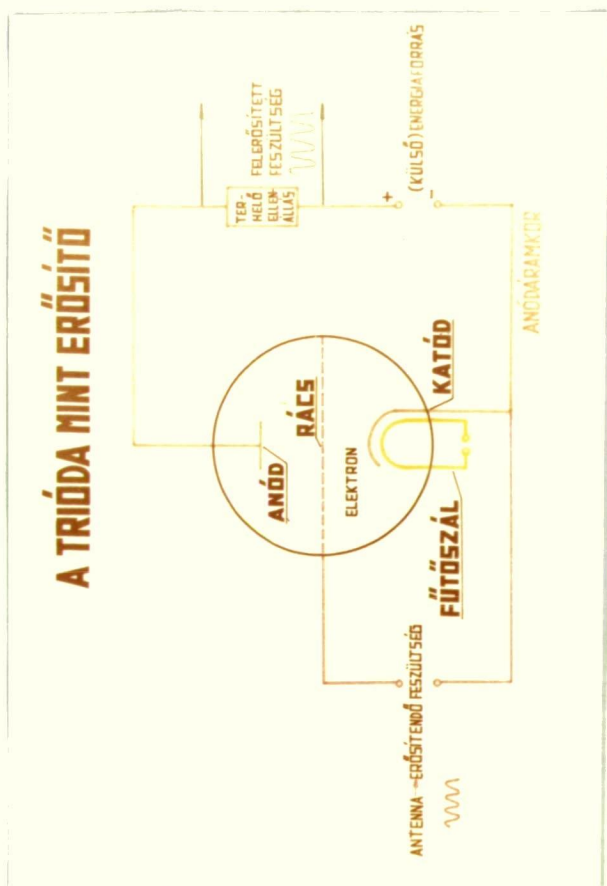 A TRIÓDA MINT ERŐSÍTŐ
TER-
HELŐ
ELLEN-
ÁLLÁS
FELERŐSÍTETT
FESZÜLTSÉG
+
-
(KÜLSŐ) ENERGIAFORRÁS
ANÓD
RÁCS
ELEKTRON
KATÓD
FŰTŐSZÁL
ANÓDÁRAMKÖR
ANTENNA-ERŐSÍTENDŐ FESZÜLTSÉG